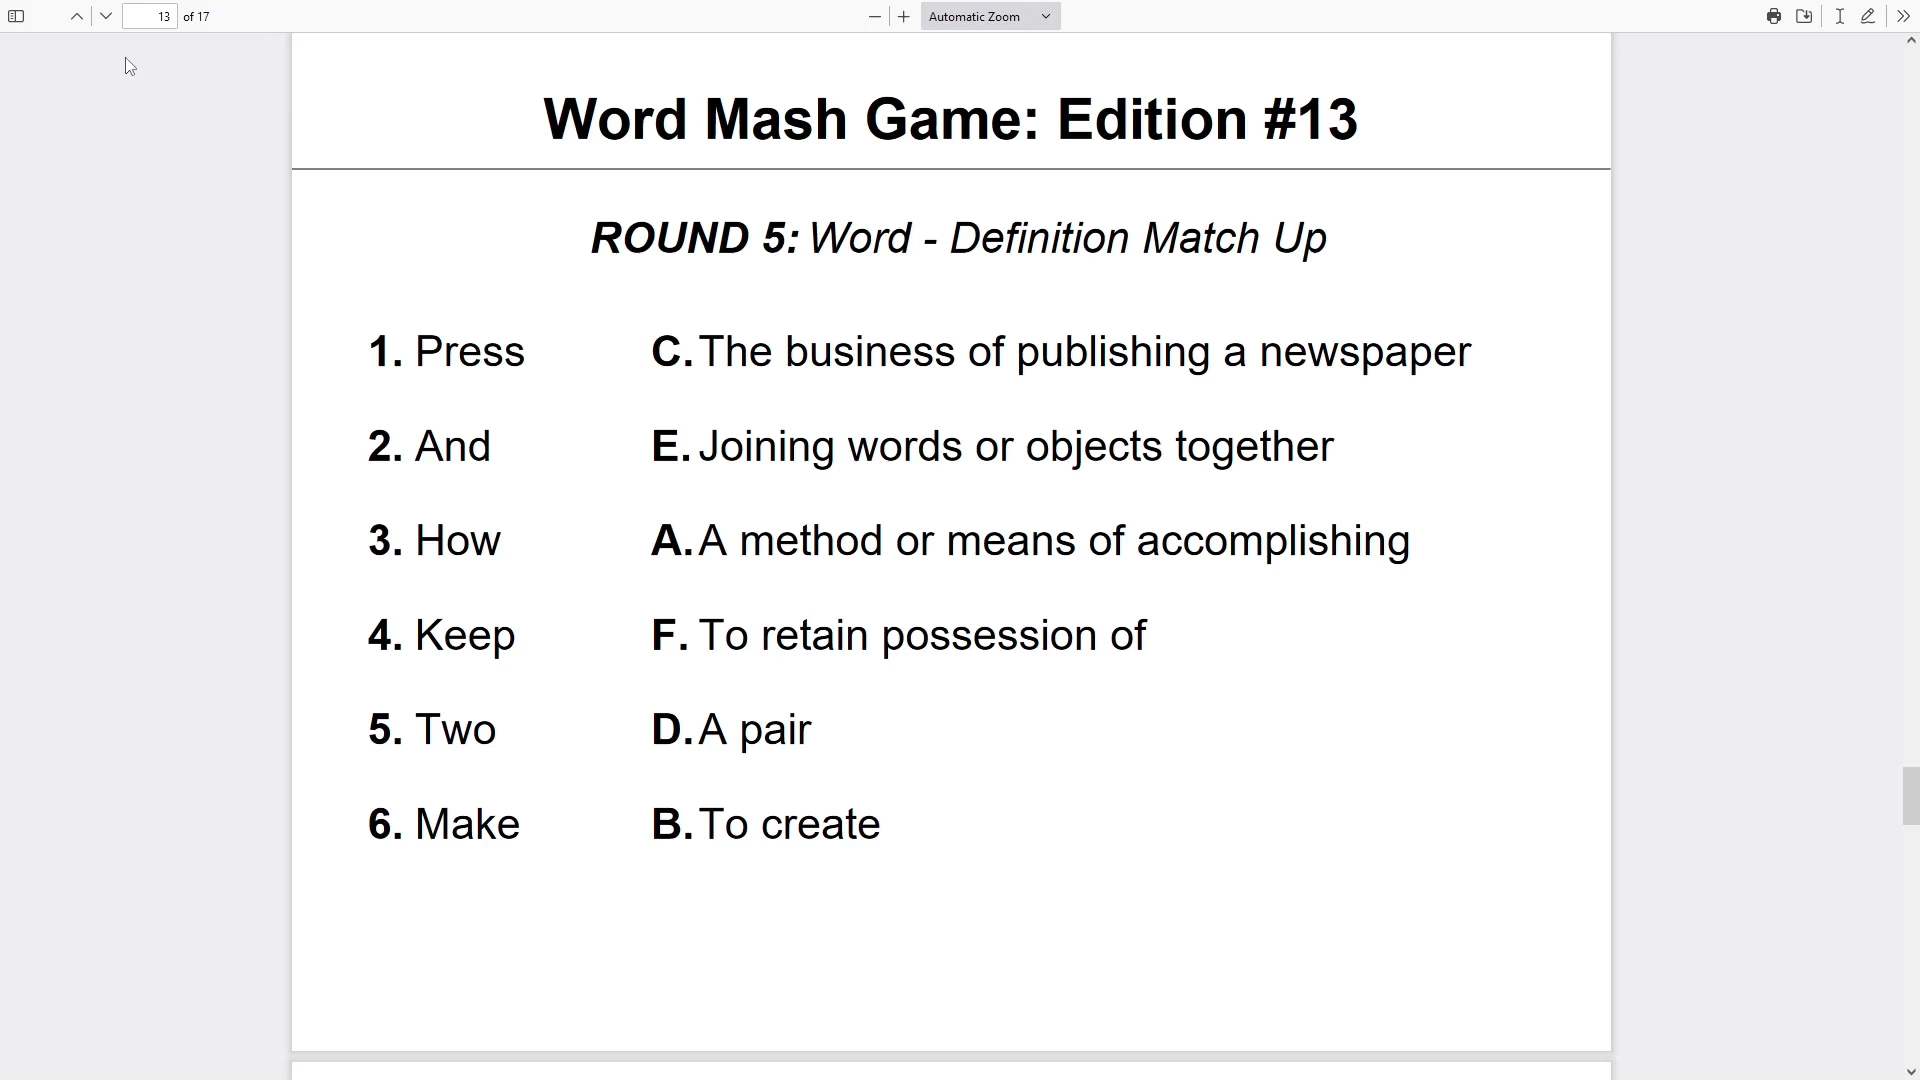 13 of 17 Automatic Zoom
Word Mash Game: Edition #13
ROUND 5: Word - Definition Match Up
1. Press C. The business of publishing a newspaper
2. And E. Joining words or objects together
3. How A. A method or means of accomplishing
4. Keep F. To retain possession of
5. Two D. A pair
6. Make B. To create